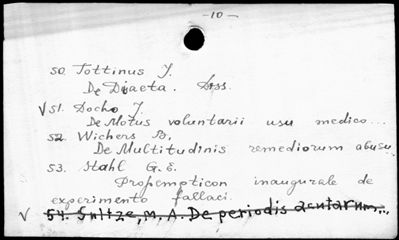 - 10 -
50. Tottinus J.
De Diaeta. Diss.
√51. Docho J
De Motus voluntarii usu medico...
52. Wichers B.
De Multitudinis remediorum abusu.
53. Stahl G.E.
Propempticon inaugurale de
experimento fallaci.
√ 54. Sultze, M. A. De periodis acutarum...